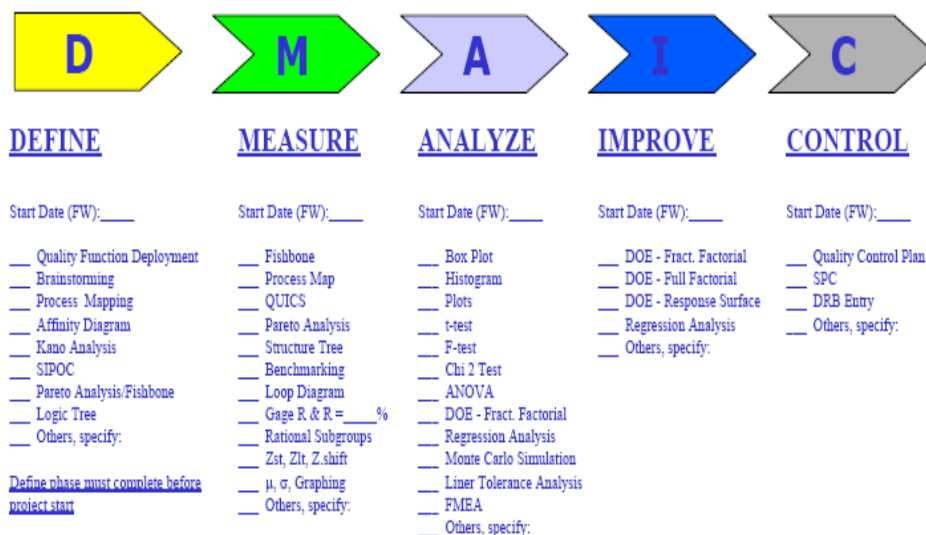 D
M
A
I
C
DEFINE
Start Date (FW):_____
___ Quality Function Deployment
___ Brainstorming
___ Process Mapping
___ Affinity Diagram
___ Kano Analysis
___ SIPOC
___ Pareto Analysis/Fishbone
___ Logic Tree
___ Others, specify:
Define phase must complete before
project start
MEASURE
Start Date (FW):_____
___ Fishbone
___ Process Map
___ QUICS
___ Pareto Analysis
___ Structure Tree
___ Benchmarking
___ Loop Diagram
___ Gage R & R =_____%
___ Rational Subgroups
___ Zst, Zlt, Z.shift
___ μ, σ, Graphing
___ Others, specify:
ANALYZE
Start Date (FW):_____
___ Box Plot
___ Histogram
___ Plots
___ t-test
___ F-test
___ Chi 2 Test
___ ANOVA
___ DOE - Fract. Factorial
___ Regression Analysis
___ Monte Carlo Simulation
___ Liner Tolerance Analysis
___ FMEA
___ Others, specify:
IMPROVE
Start Date (FW):_____
___ DOE - Fract. Factorial
___ DOE - Full Factorial
___ DOE - Response Surface
___ Regression Analysis
___ Others, specify:
CONTROL
Start Date (FW):_____
___ Quality Control Plan
___ SPC
___ DRB Entry
___ Others, specify: